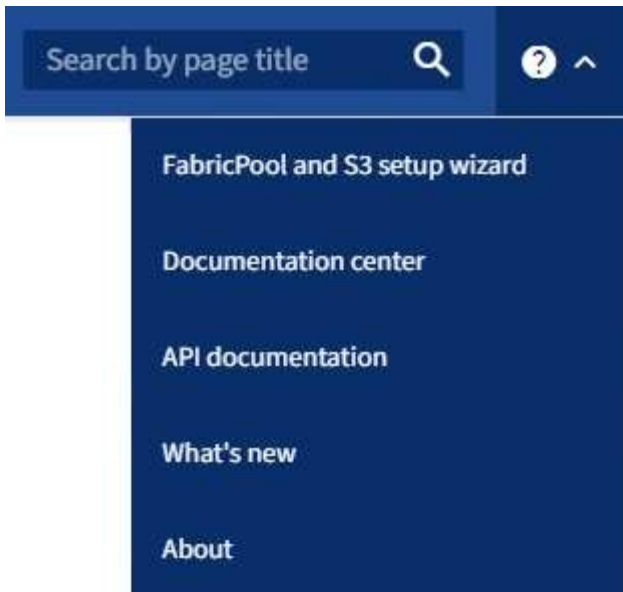 Search by page title
FabricPool and S3 setup wizard
Documentation center
API documentation
What's new
About